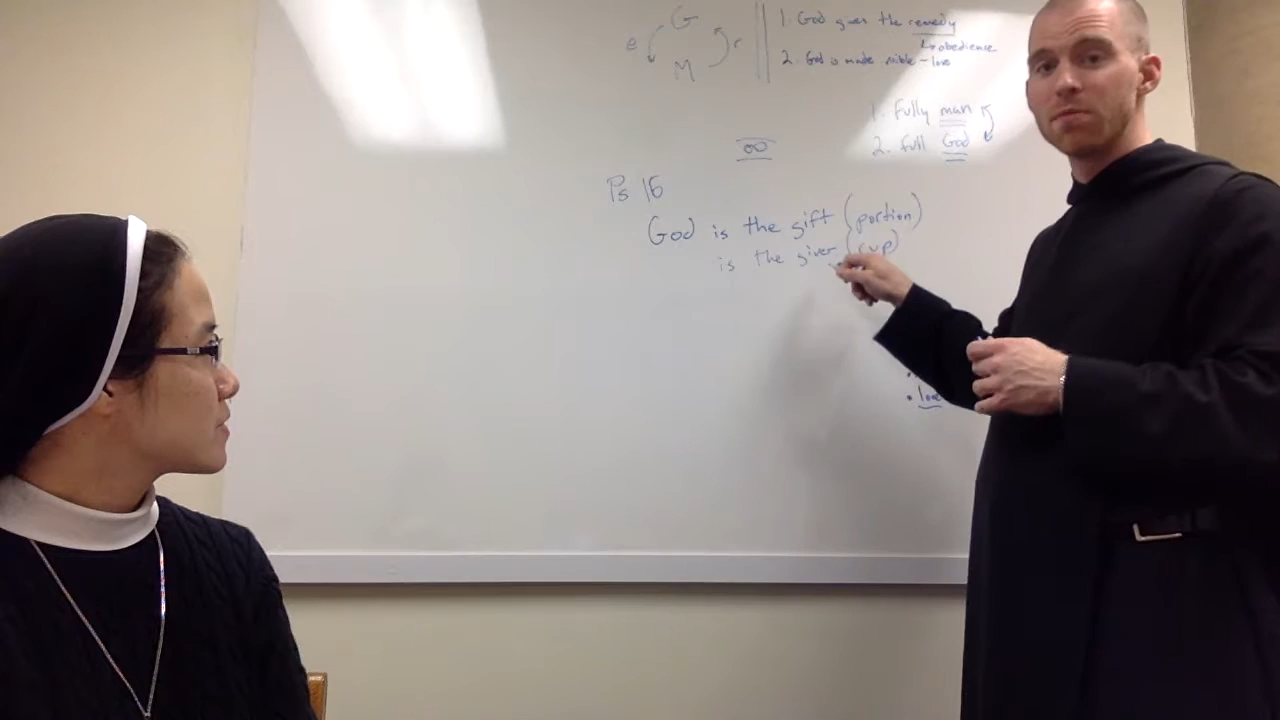 G
e r
M
1. God gives the remedy
↳ obedience
2. God is made visible - love
1. Fully man
2. Full God
∞
Ps 16
God is the gift (portion)
is the giver (cup)
• love